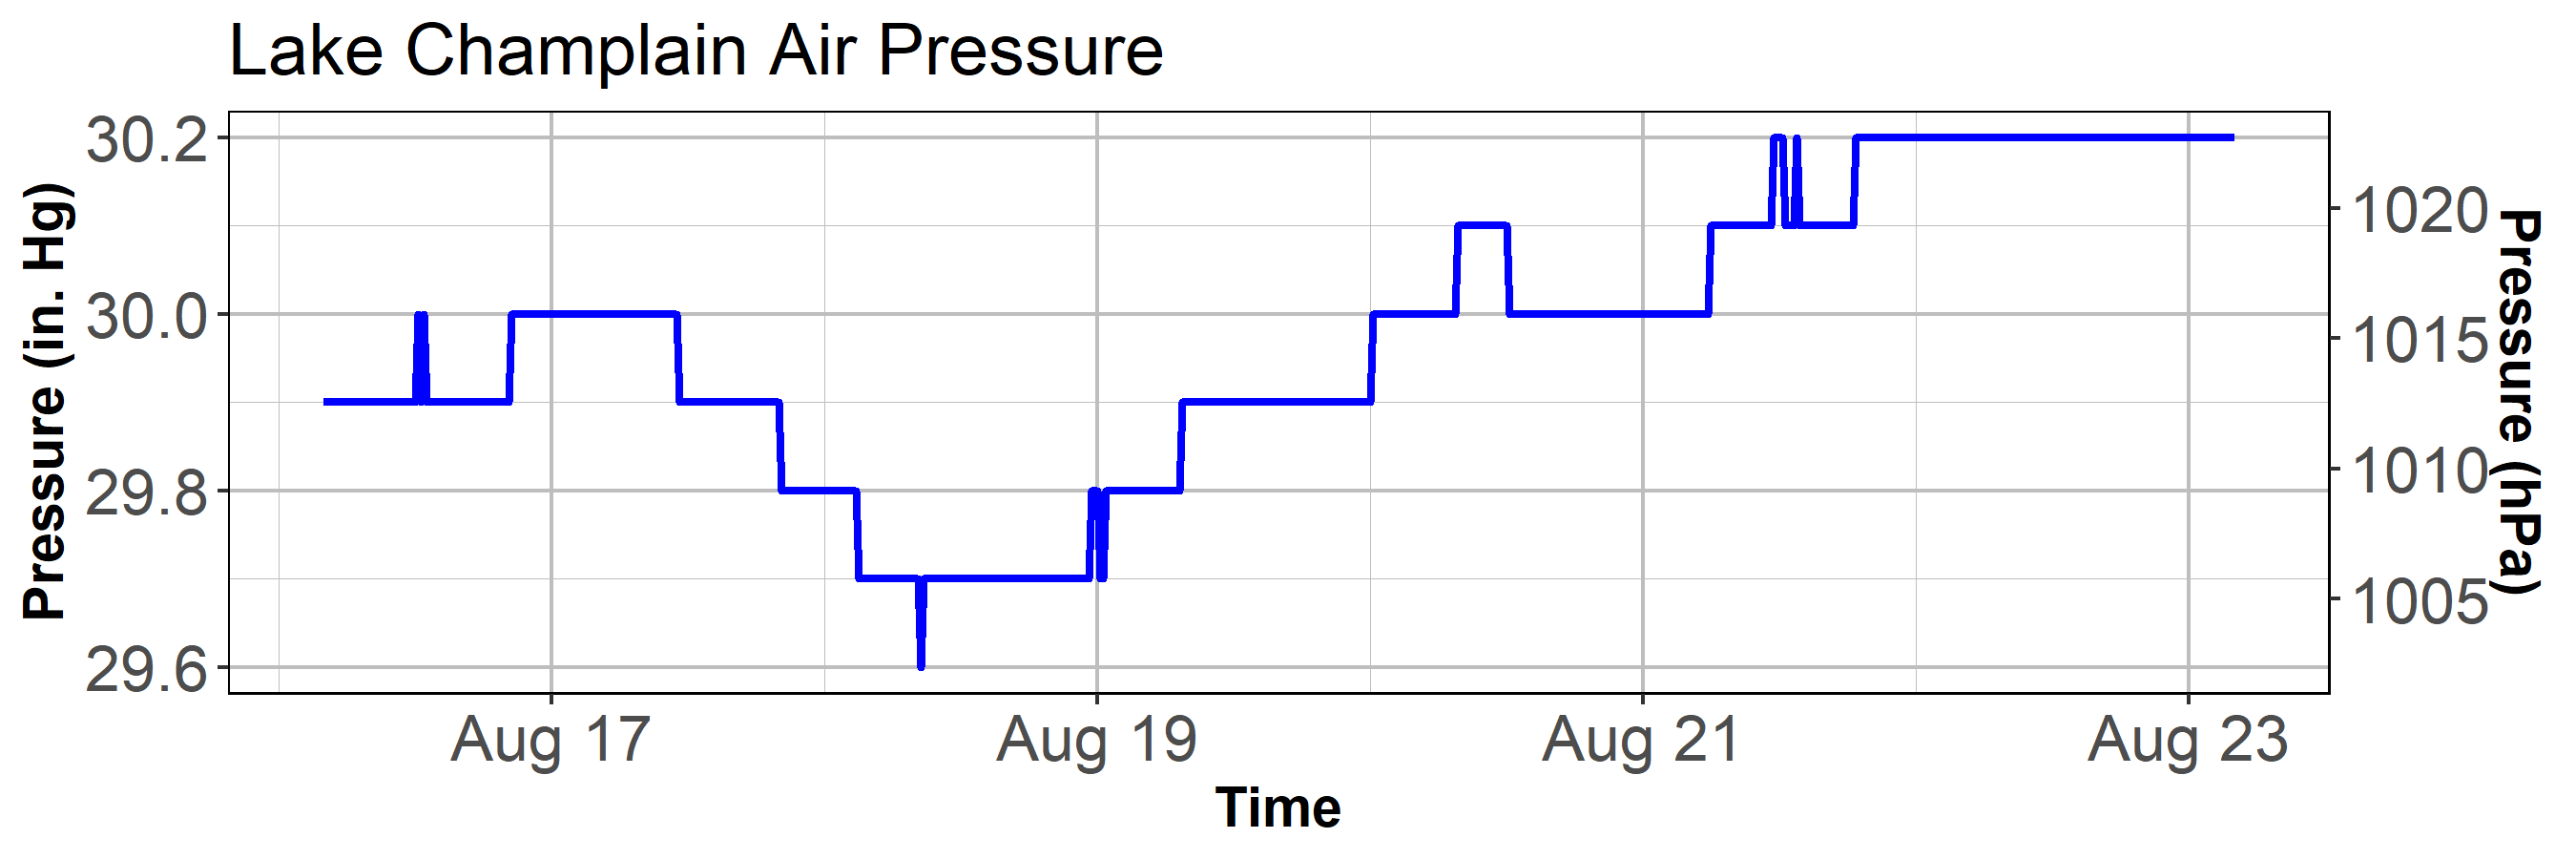 Lake Champlain Air Pressure
Pressure (in. Hg)
30.2
30.0
29.8
29.6
1020
1015
1010
1005
Pressure (hPa)
Aug 17
Aug 19
Aug 21
Aug 23
Time